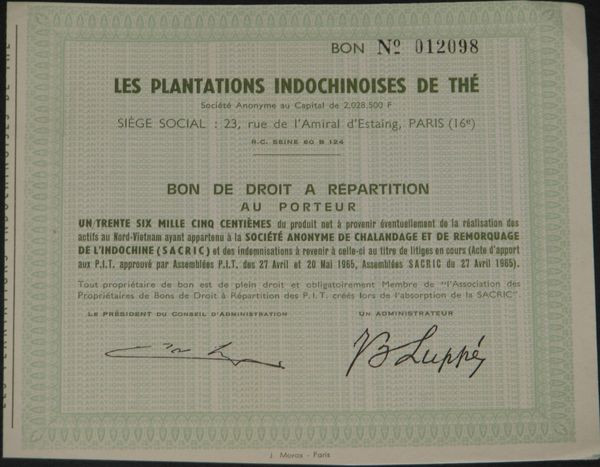 BON Nº 012098
LES PLANTATIONS INDOCHINOISES DE THÉ
Société Anonyme au Capital de 2,028.500 F
SIÈGE SOCIAL : 23, rue de l'Amiral d'Estaing, PARIS (16e)
R.C. SEINE 60 B 124
BON DE DROIT A RÉPARTITION
AU PORTEUR
UN/TRENTE SIX MILLE CINQ CENTIÈMES du produit net à provenir éventuellement de la réalisation des
actifs au Nord-Vietnam ayant appartenu à la SOCIÉTÉ ANONYME DE CHALANDAGE ET DE REMORQUAGE
DE L'INDOCHINE (SACRIC) et des indemnisations à revenir à celle-ci au titre de litiges en cours (Acte d'apport
aux P.I.T. approuvé par Assemblées P.I.T. des 27 Avril et 20 Mai 1965, Assemblées SACRIC du 27 Avril 1965).
Tout propriétaire de bon est de plein droit et obligatoirement Membre de "l'Association des
Propriétaires de Bons de Droit à Répartition des P.I.T. créés lors de l'absorption de la SACRIC".
LE PRÉSIDENT DU CONSEIL D'ADMINISTRATION
UN ADMINISTRATEUR
J. Morax - Paris